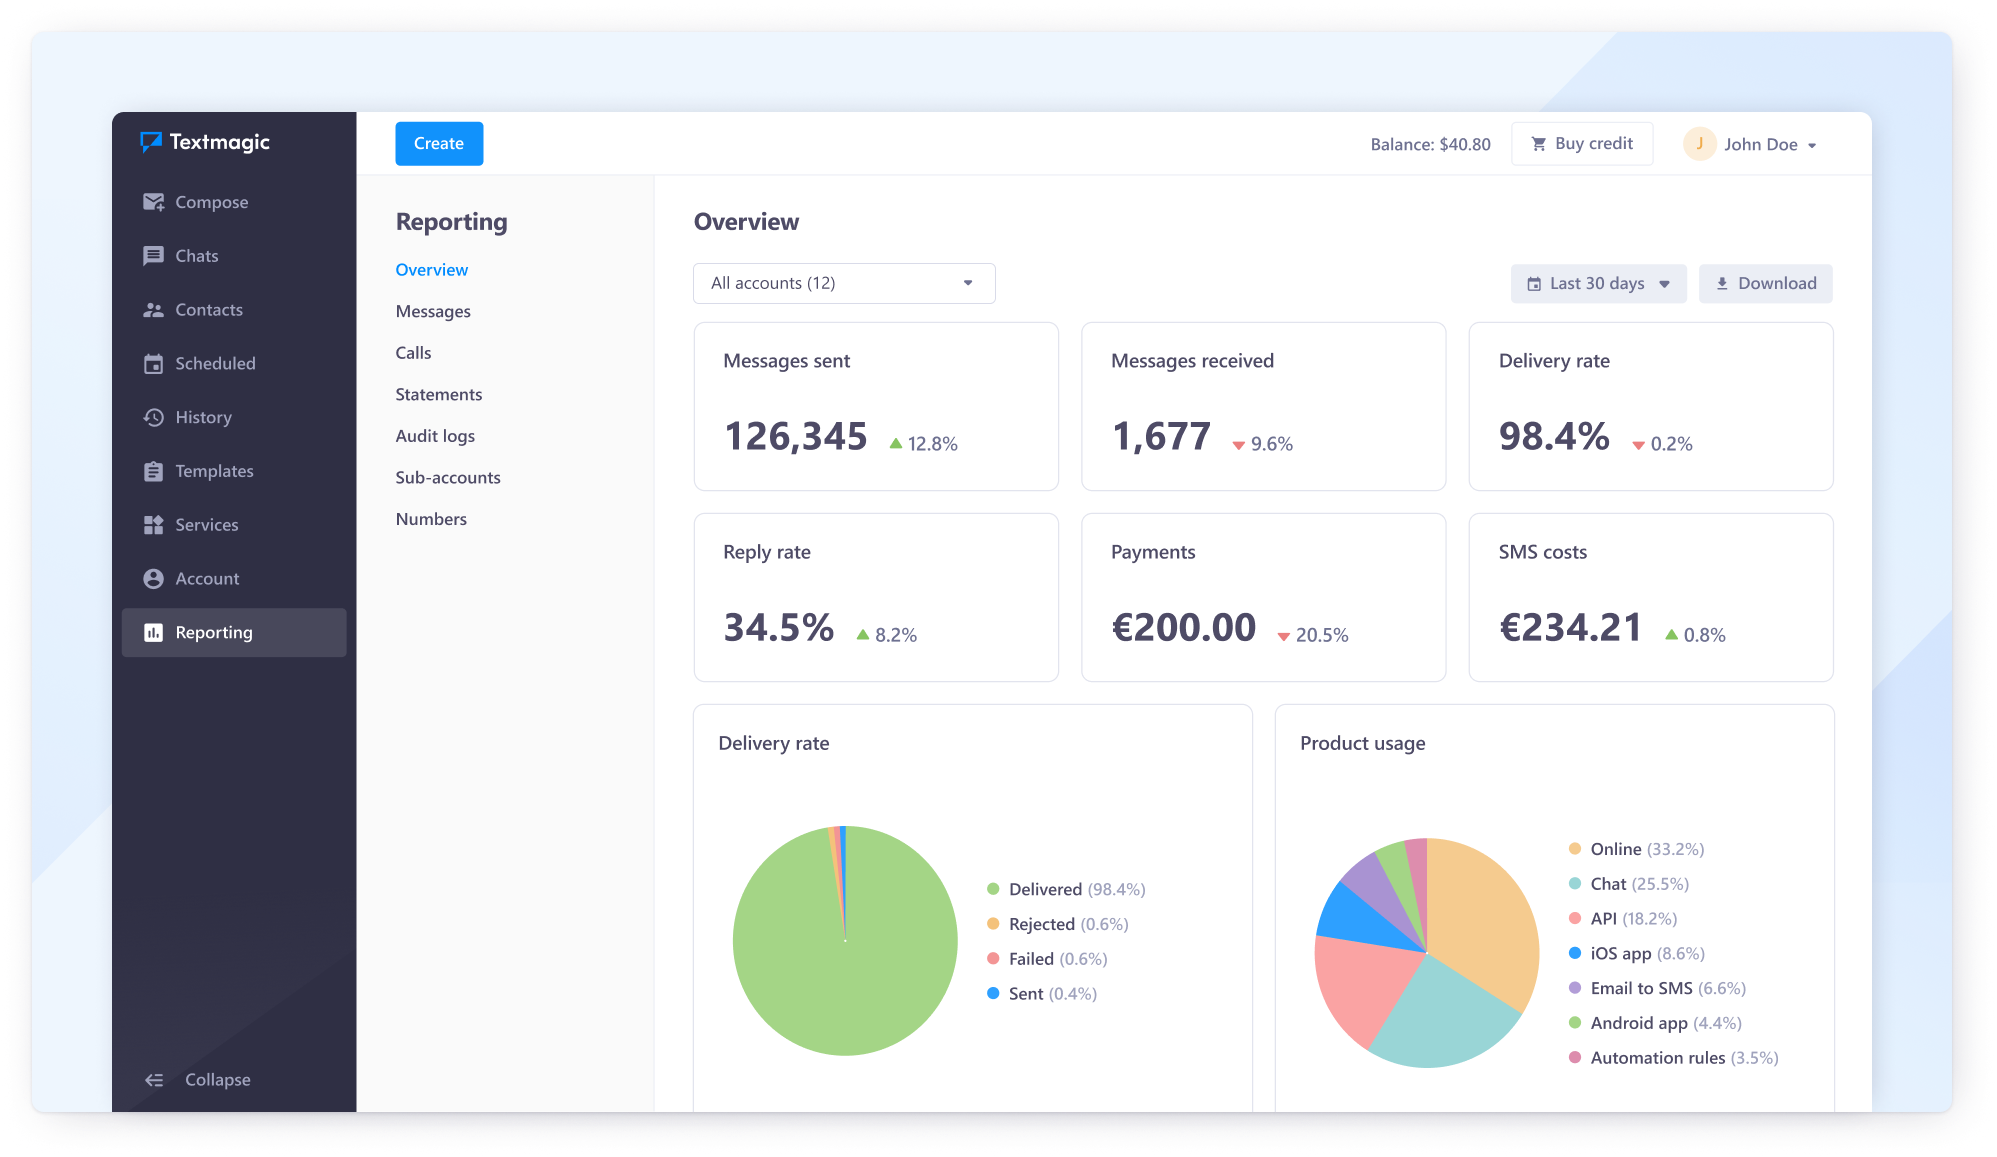 Textmagic
Create
Balance: $40.80
Buy credit
J
John Doe
Compose
Chats
Contacts
Scheduled
History
Templates
Services
Account
Reporting
Collapse
Reporting
Overview
Messages
Calls
Statements
Audit logs
Sub-accounts
Numbers
Overview
All accounts (12)
Last 30 days
Download
Messages sent
126,345 12.8%
Messages received
1,677 9.6%
Delivery rate
98.4% 0.2%
Reply rate
34.5% 8.2%
Payments
€200.00 20.5%
SMS costs
€234.21 0.8%
Delivery rate
Delivered (98.4%)
Rejected (0.6%)
Failed (0.6%)
Sent (0.4%)
Product usage
Online (33.2%)
Chat (25.5%)
API (18.2%)
iOS app (8.6%)
Email to SMS (6.6%)
Android app (4.4%)
Automation rules (3.5%)